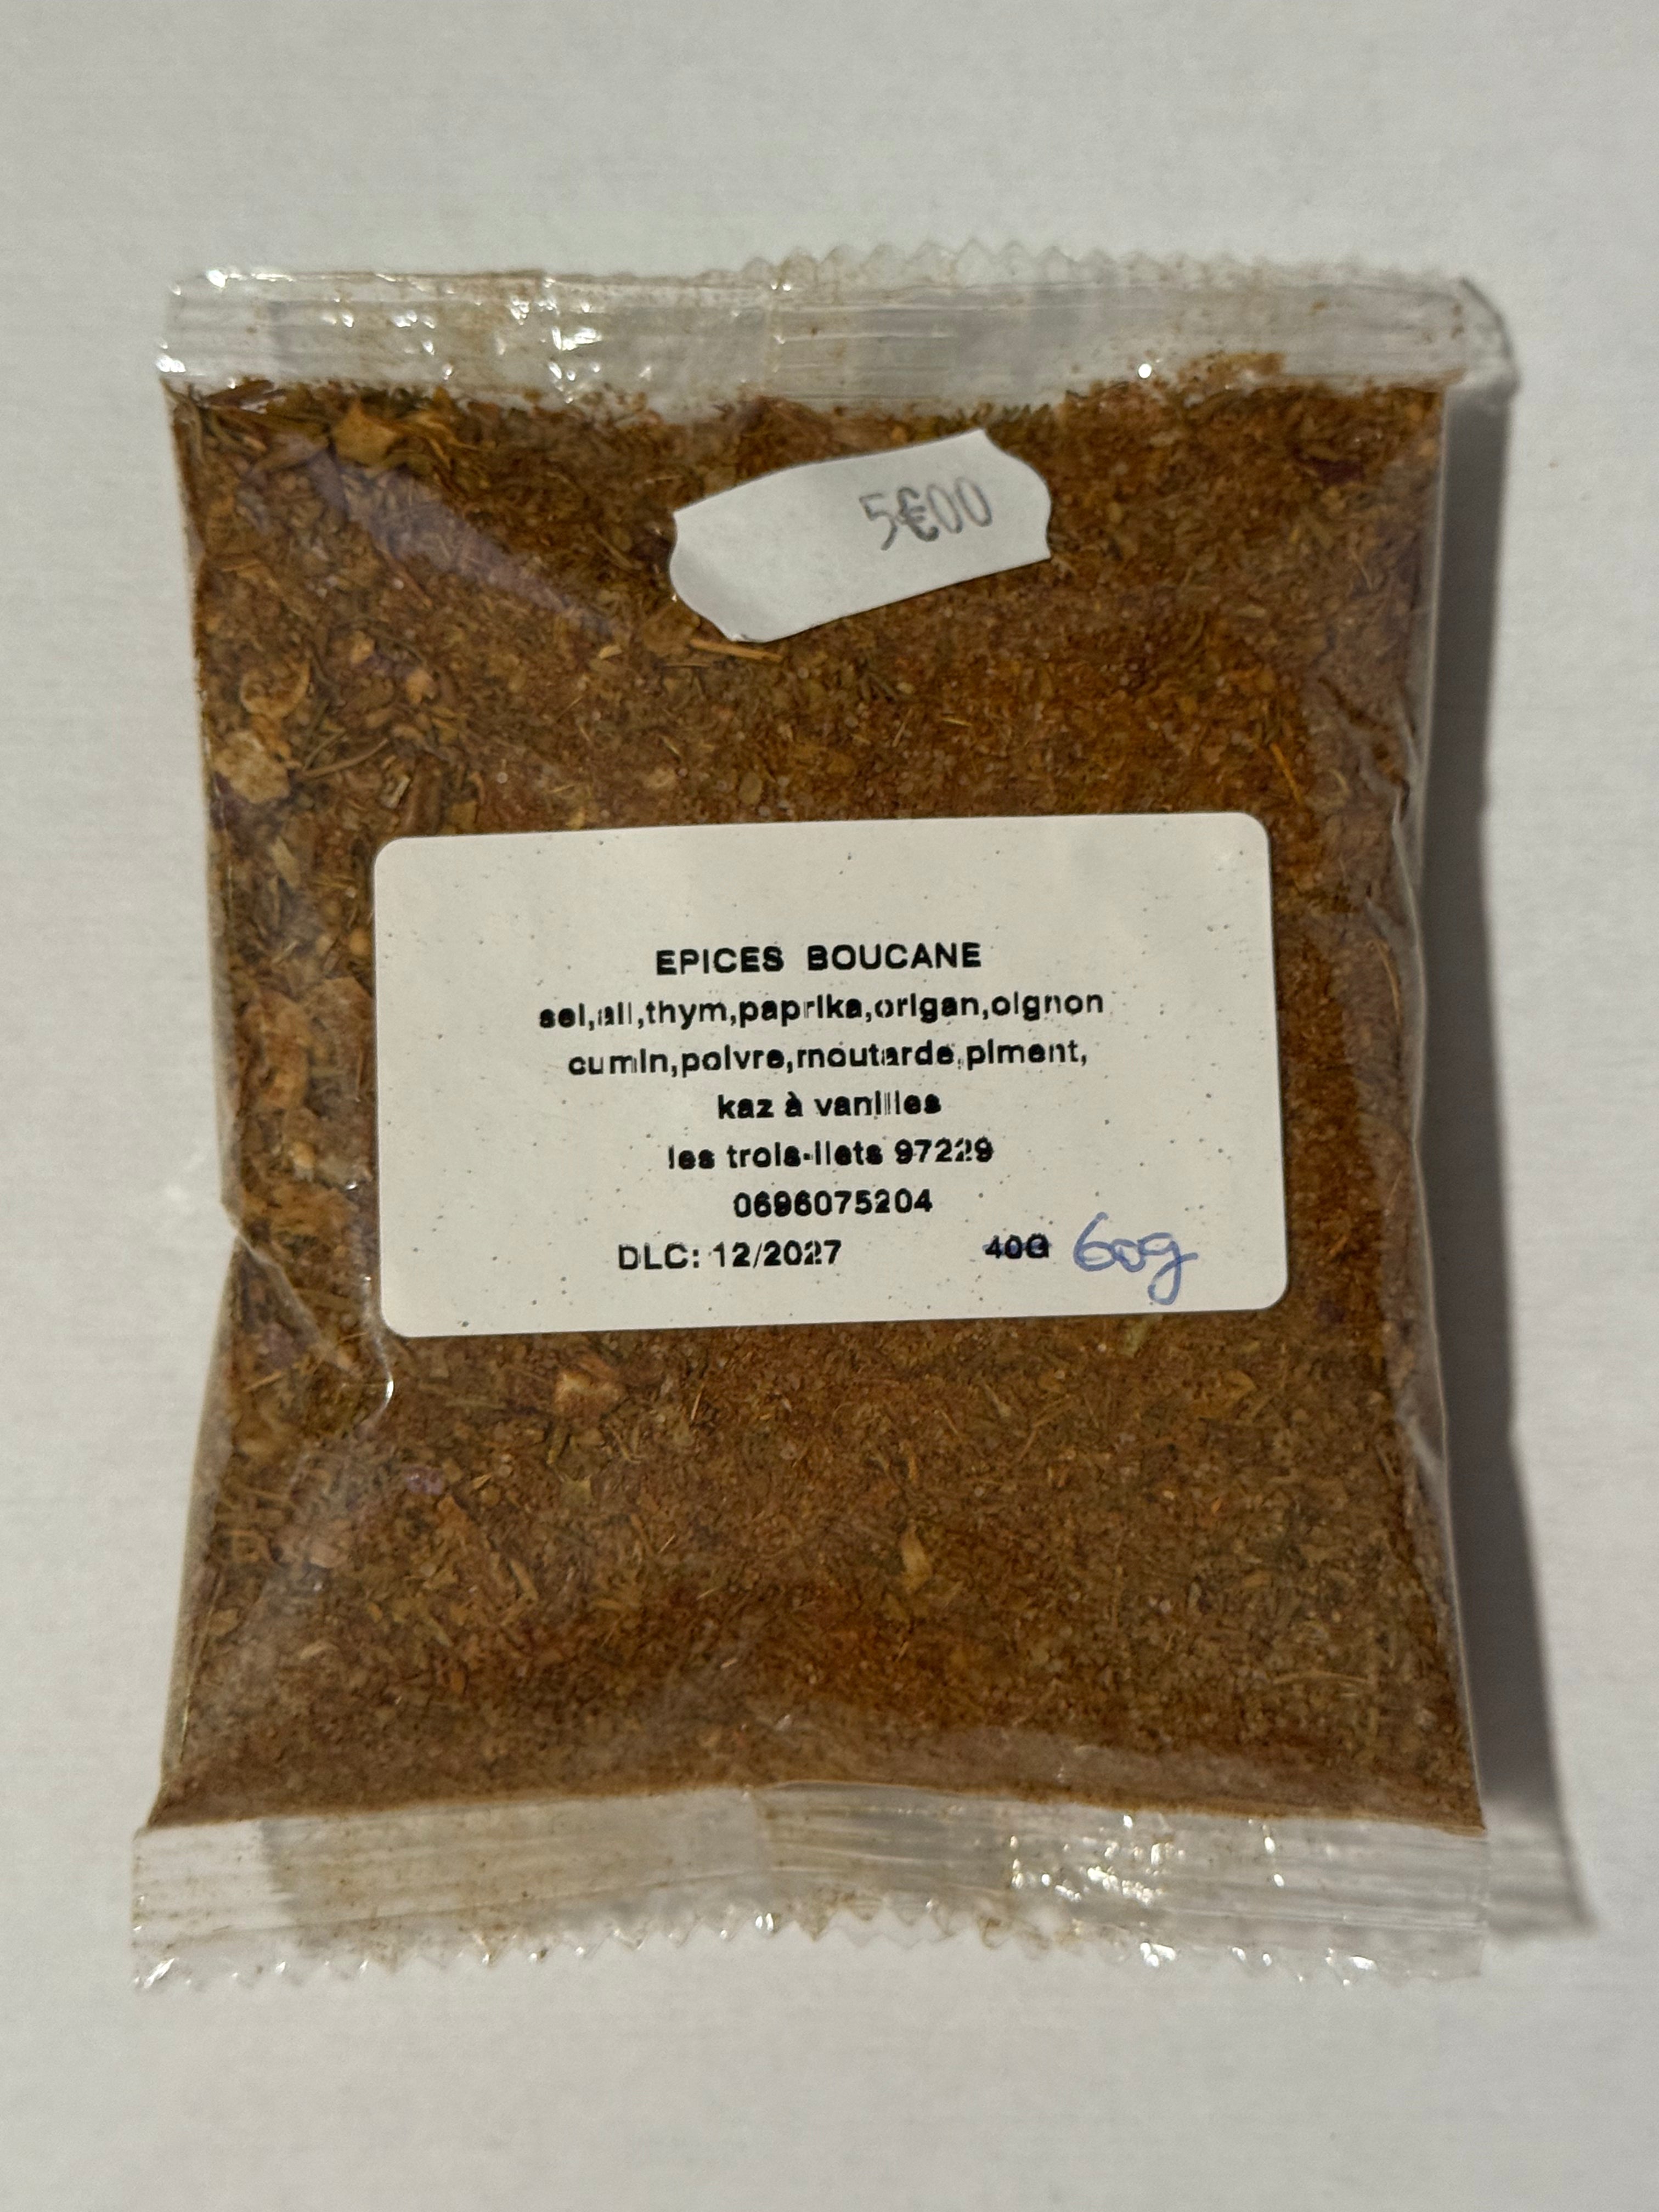 5€00
EPICES BOUCANE
sel,ail,thym,paprika,origan,oignon
cumin,poivre,moutarde,piment,
kaz à vanilles
les trois-ilets 97229
0696075204
DLC: 12/2027 40G 60g